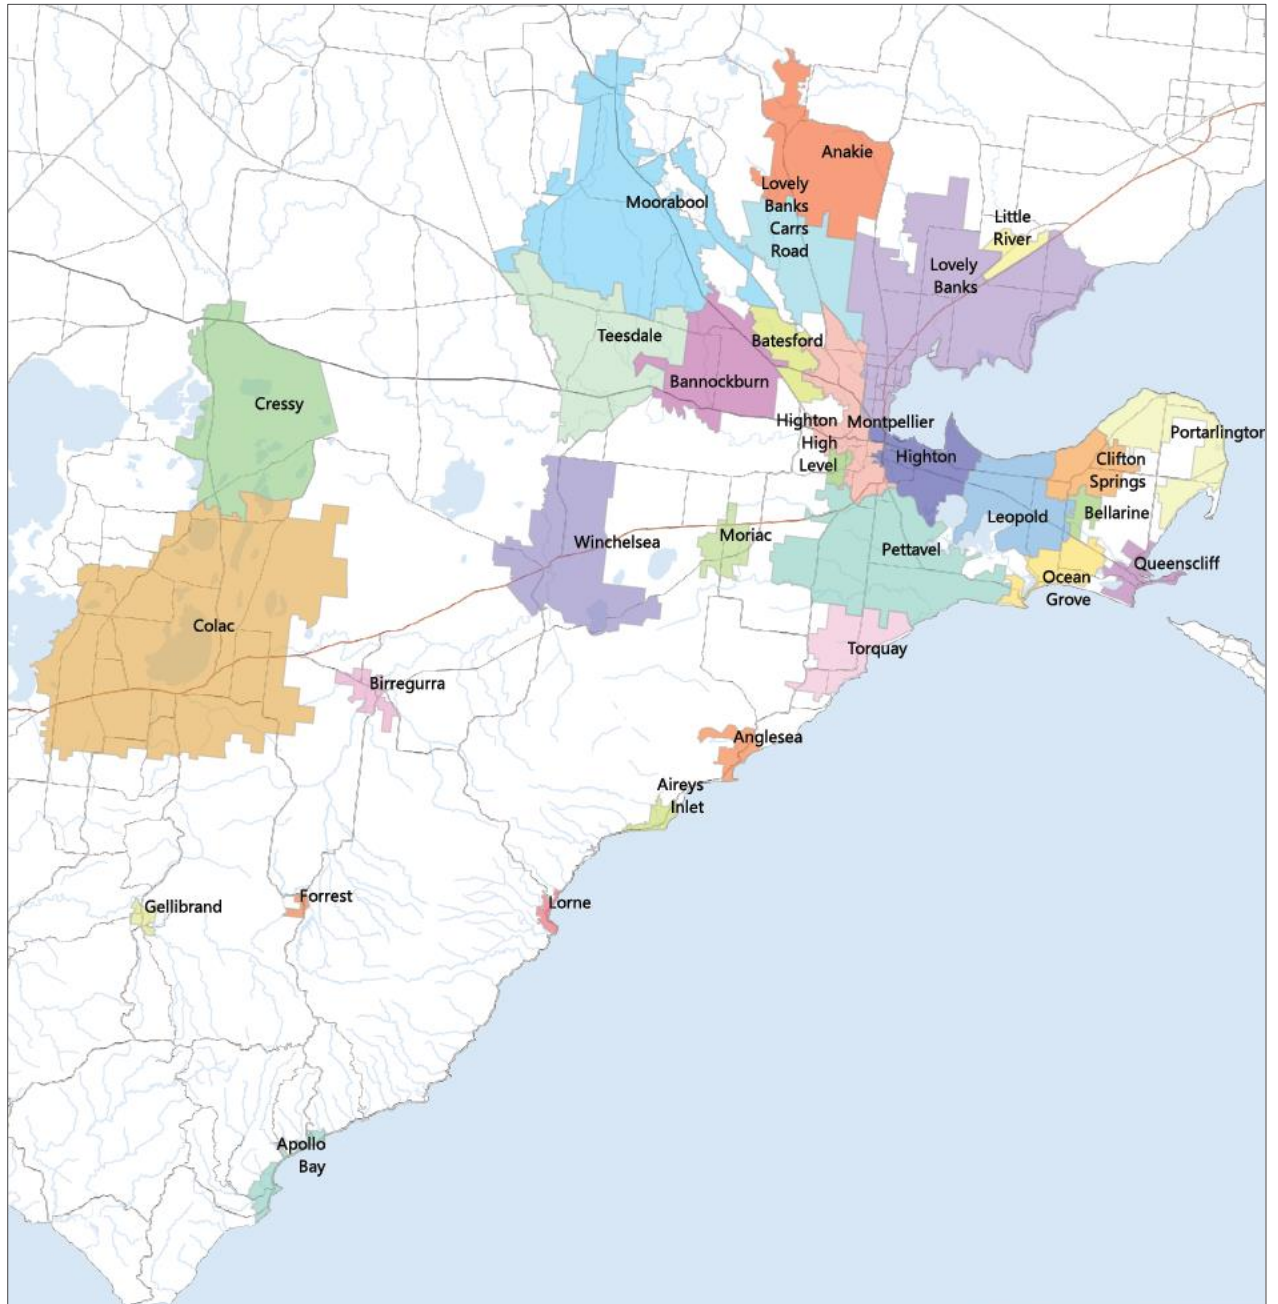 Anakie
Lovely
Banks
Carrs
Road
Moorabool
Little
River
Lovely
Banks
Teesdale
Batesford
Bannockburn
Cressy
Highton
High
Level
Montpellier
Portarlington
Highton
Clifton
Springs
Leopold
Bellarine
Winchelsea
Moriac
Pettavel
Queenscliff
Ocean
Grove
Colac
Torquay
Birregurra
Anglesea
Aireys
Inlet
Gellibrand
Forrest
Lorne
Apollo
Bay